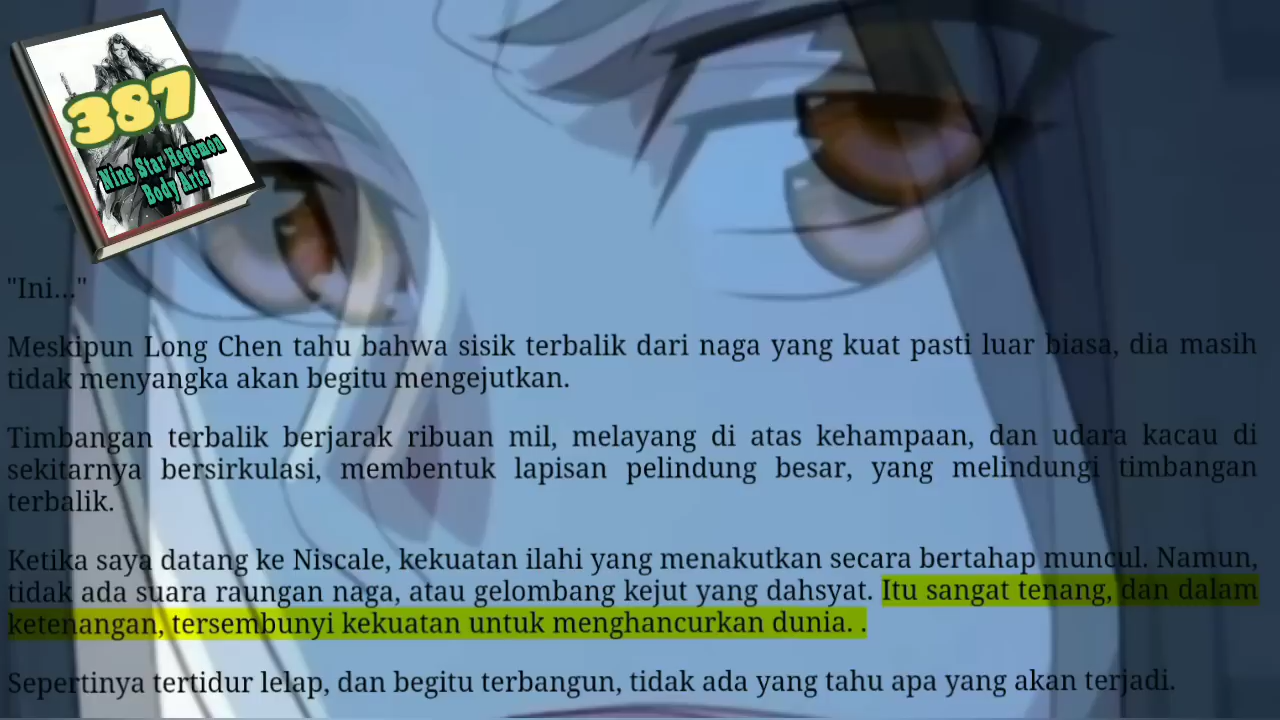 387
Nine Star Hegemon
Body Arts
"Ini..."
Meskipun Long Chen tahu bahwa sisik terbalik dari naga yang kuat pasti luar biasa, dia masih
tidak menyangka akan begitu mengejutkan.
Timbangan terbalik berjarak ribuan mil, melayang di atas kehampaan, dan udara kacau di
sekitarnya bersirkulasi, membentuk lapisan pelindung besar, yang melindungi timbangan
terbalik.
Ketika saya datang ke Niscale, kekuatan ilahi yang menakutkan secara bertahap muncul. Namun,
tidak ada suara raungan naga, atau gelombang kejut yang dahsyat. Itu sangat tenang, dan dalam
ketenangan, tersembunyi kekuatan untuk menghancurkan dunia. .
Sepertinya tertidur lelap, dan begitu terbangun, tidak ada yang tahu apa yang akan terjadi.